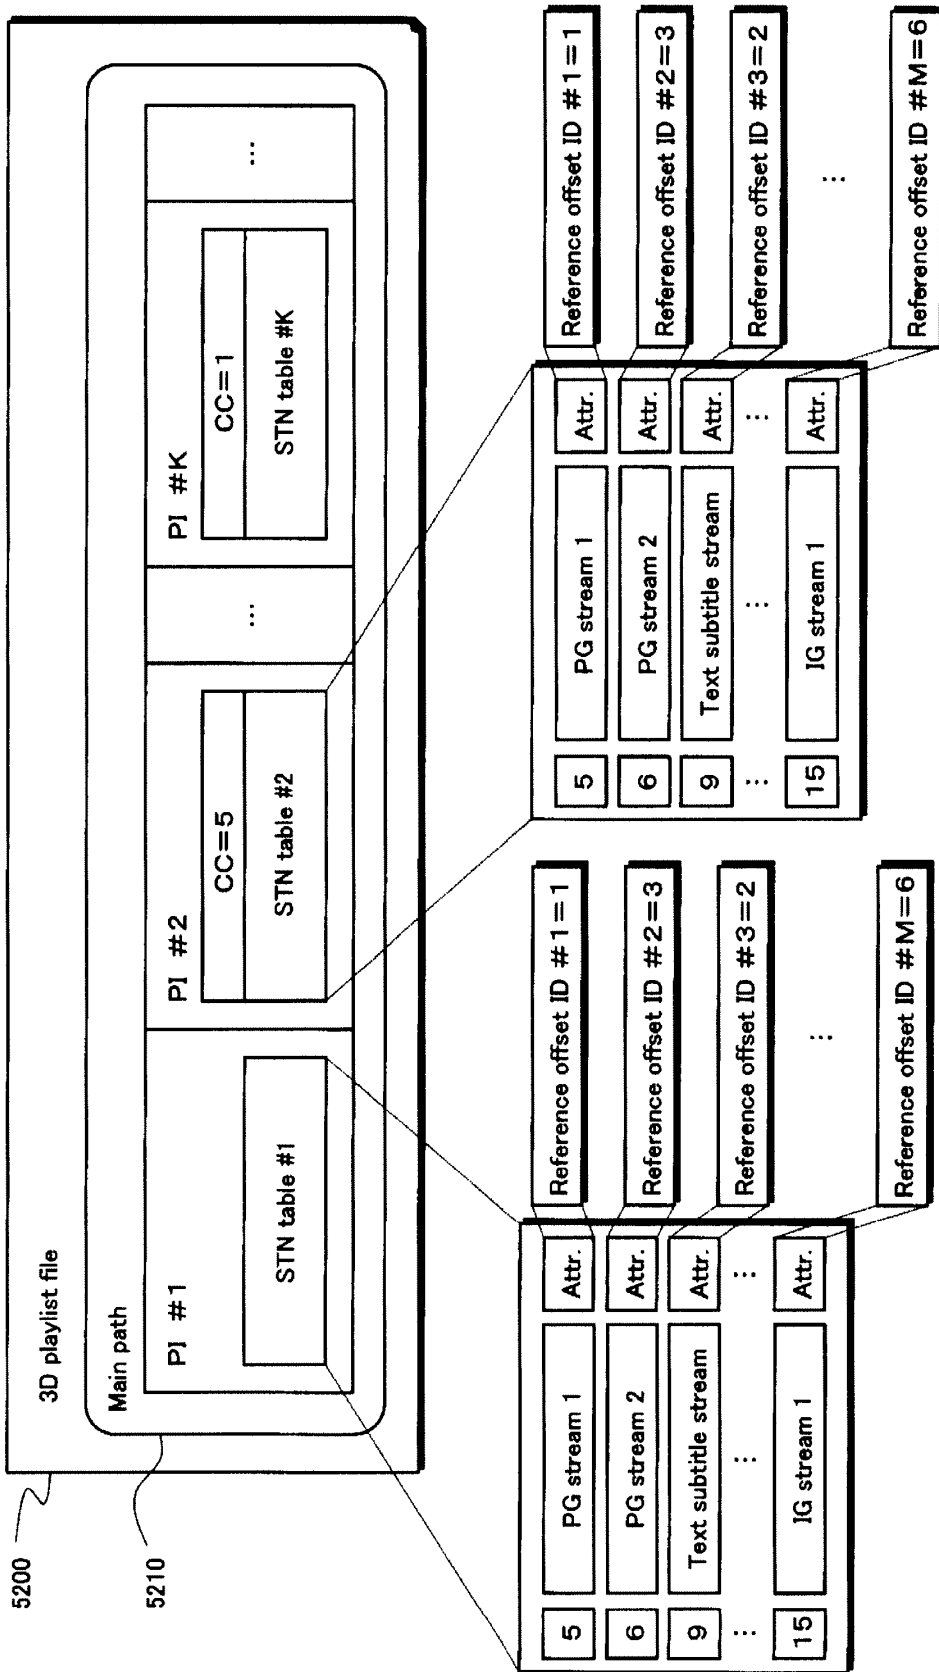 5200
3D playlist file
5210
Main path
PI #1
STN table #1
PI #2
CC=5
STN table #2
...
PI #K
CC=1
STN table #K
...
5
PG stream 1
Attr.
Reference offset ID #1=1
6
PG stream 2
Attr.
Reference offset ID #2=3
9
Text subtitle stream
Attr.
Reference offset ID #3=2
...
...
...
...
15
IG stream 1
Attr.
Reference offset ID #M=6
5
PG stream 1
Attr.
Reference offset ID #1=1
6
PG stream 2
Attr.
Reference offset ID #2=3
9
Text subtitle stream
Attr.
Reference offset ID #3=2
...
...
...
...
15
IG stream 1
Attr.
Reference offset ID #M=6